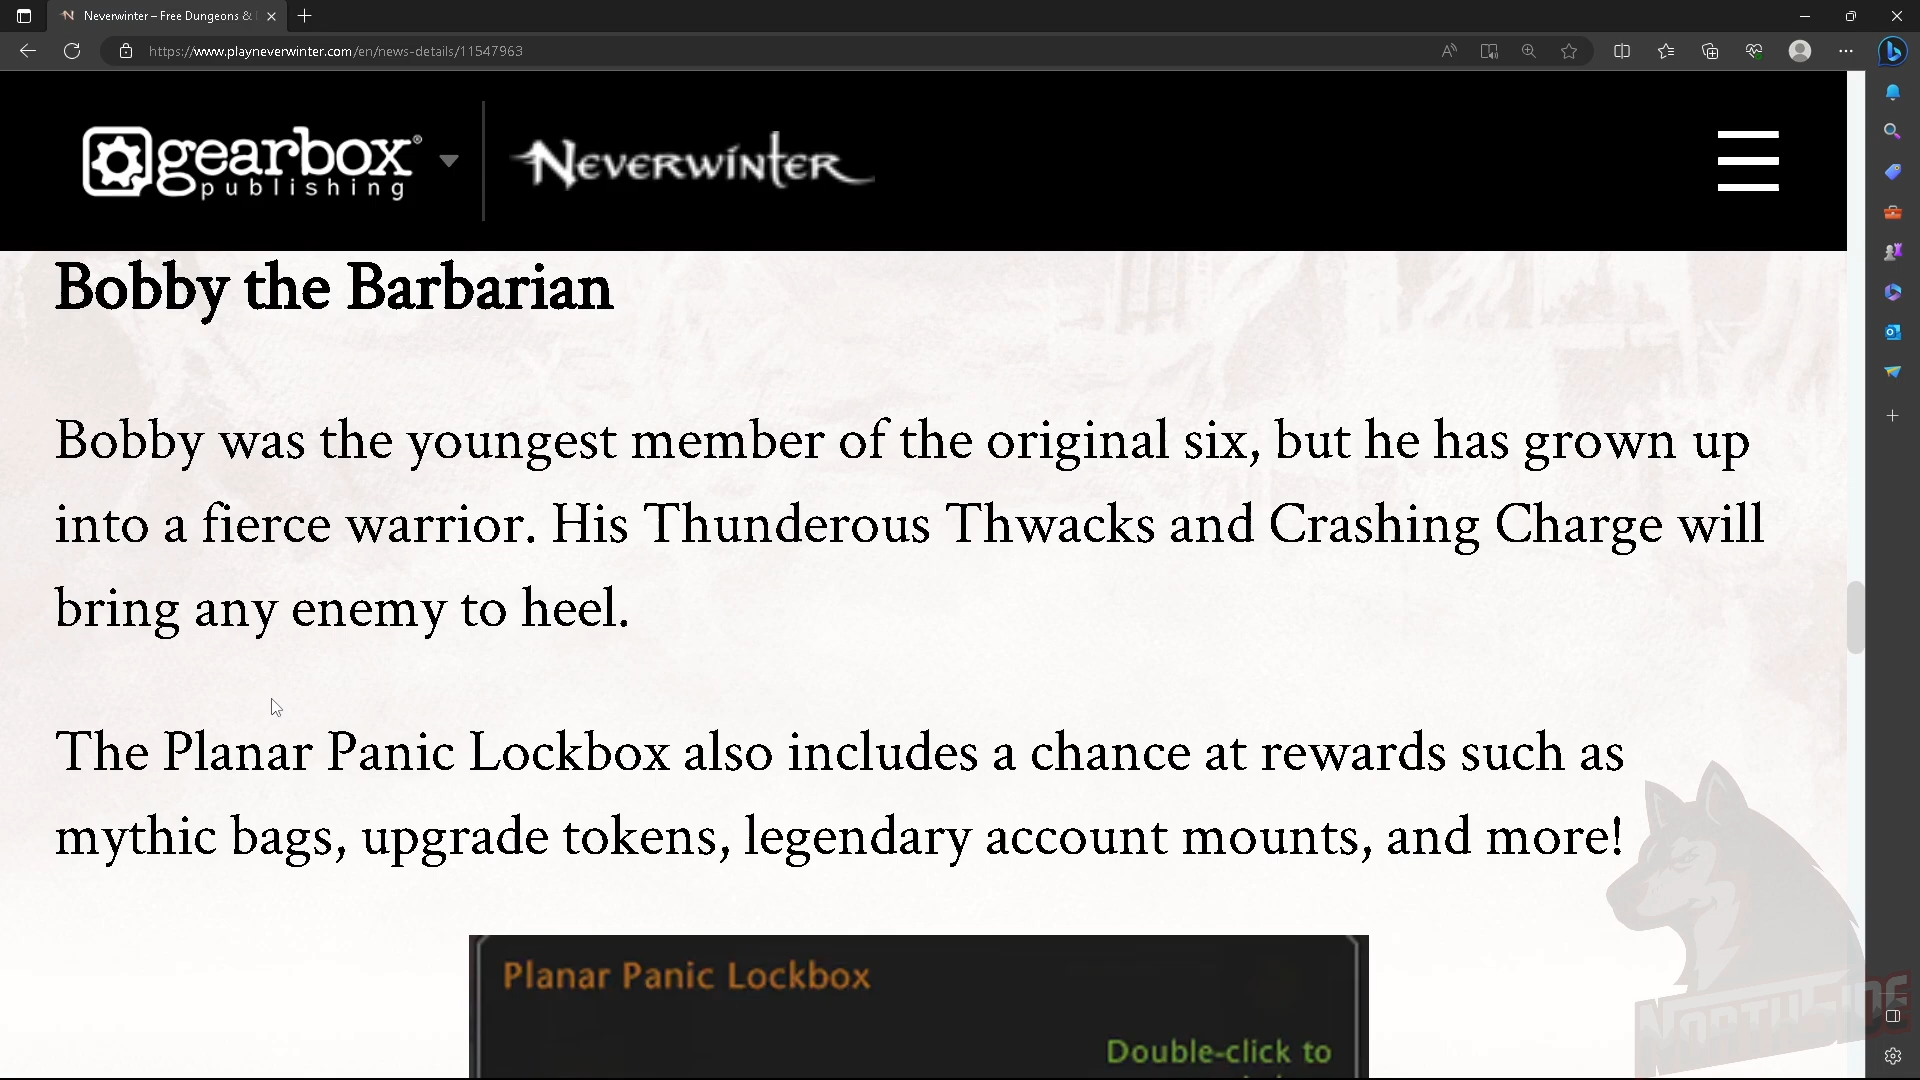 Neverwinter – Free Dungeons &
https://www.playneverwinter.com/en/news-details/11547963
gearbox®
publishing
NEVERWINTER
Bobby the Barbarian
Bobby was the youngest member of the original six, but he has grown up
into a fierce warrior. His Thunderous Thwacks and Crashing Charge will
bring any enemy to heel.
The Planar Panic Lockbox also includes a chance at rewards such as
mythic bags, upgrade tokens, legendary account mounts, and more!
Planar Panic Lockbox
Double-click to
NORTHSIDE